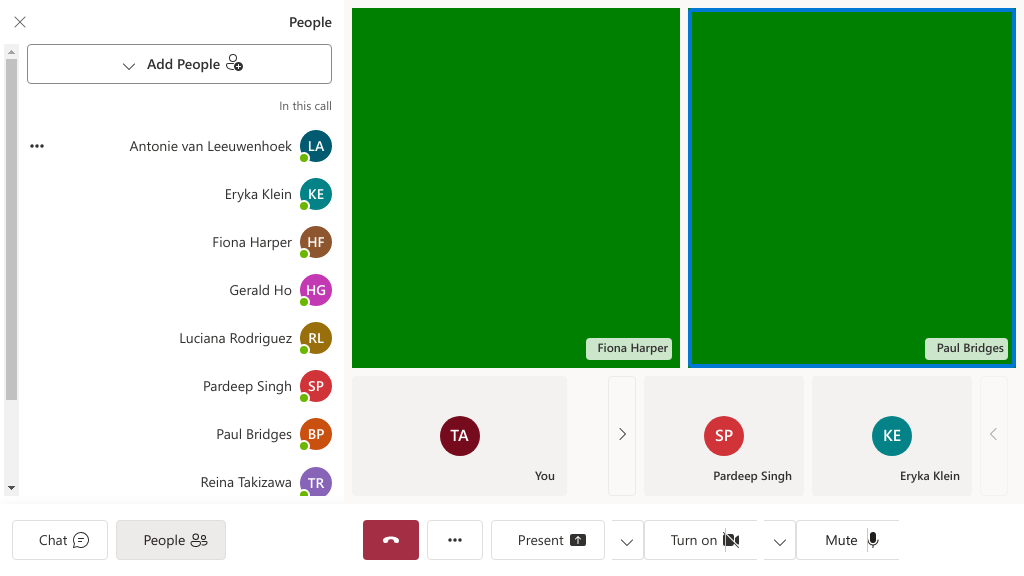 People
Add People
In this call
Antonie van Leeuwenhoek LA
Eryka Klein KE
Fiona Harper HF
Gerald Ho HG
Luciana Rodriguez RL
Pardeep Singh SP
Paul Bridges BP
Reina Takizawa TR
Fiona Harper
Paul Bridges
TA
You
SP
Pardeep Singh
KE
Eryka Klein
Chat
People
Present
Turn on
Mute